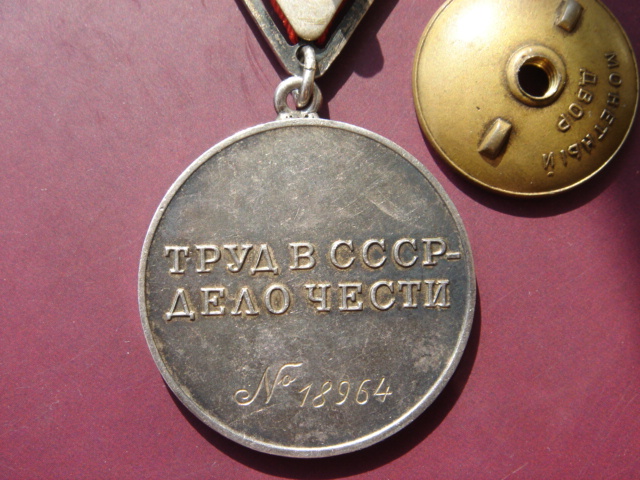 ТРУД В СССР-
ДЕЛО ЧЕСТИ
№ 18964
МОНЕТНЫЙ
ДВОР